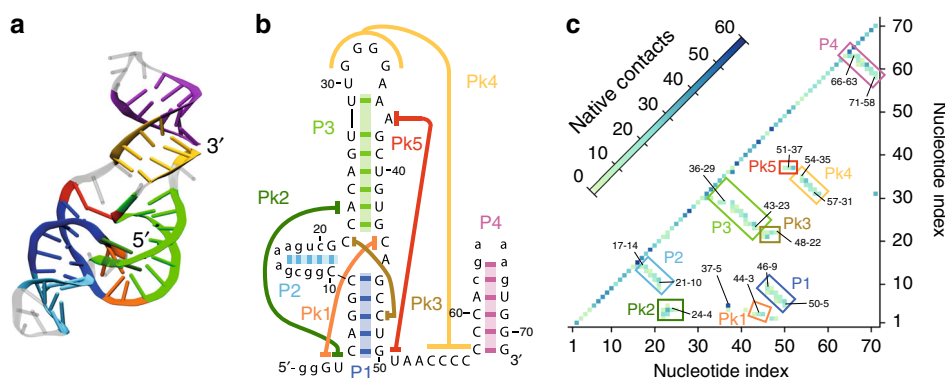 a
3′
5′
b
G
G
G
U
U
U
30
G
A
A
A
P3
Pk4
Pk5
U
U
G
A
C
A
C
C
G
C
U
G
U
G
G
C
A
40
Pk2
20
a a g u C G
a g c g g C
C
10
P2
Pk1
Pk3
P4
a
a
g
g
u
G
G
G
C
A
C
C
C
C
60
70
3′
5′-ggGU
P1
50
UAACCCC
c
Native contacts
0
10
20
30
40
50
60
P4
66-63
71-58
Pk5
51-37
54-35
Pk4
57-31
36-29
P3
43-23
Pk3
48-22
17-14
P2
21-10
37-5
44-3
46-9
P1
50-5
Pk2
24-4
Pk1
70
60
50
40
30
20
10
1
Nucleotide index
1 10 20 30 40 50 60 70
Nucleotide index